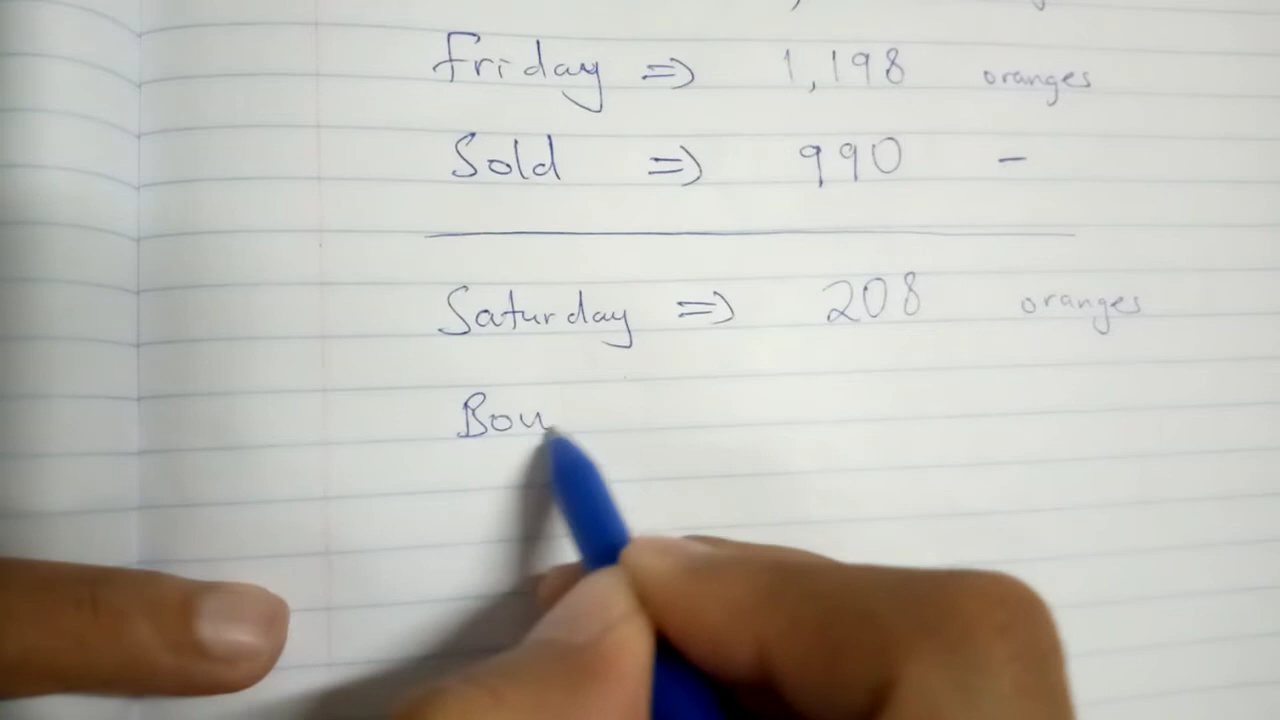 Friday => 1,198 oranges
Sold => 990 -
Saturday => 208 oranges
Bou